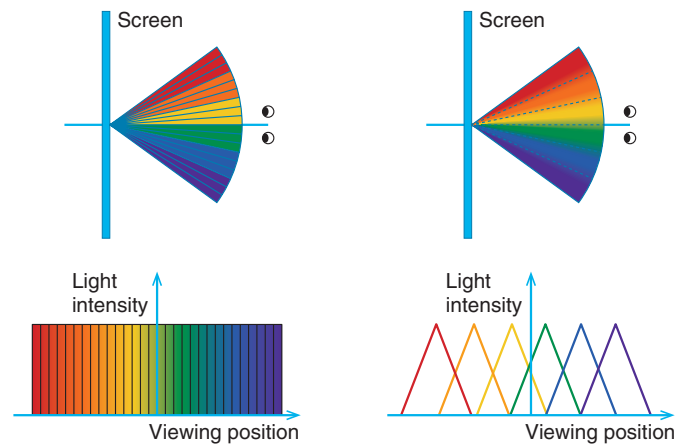 Screen
Screen
Light
intensity
Viewing position
Light
intensity
Viewing position